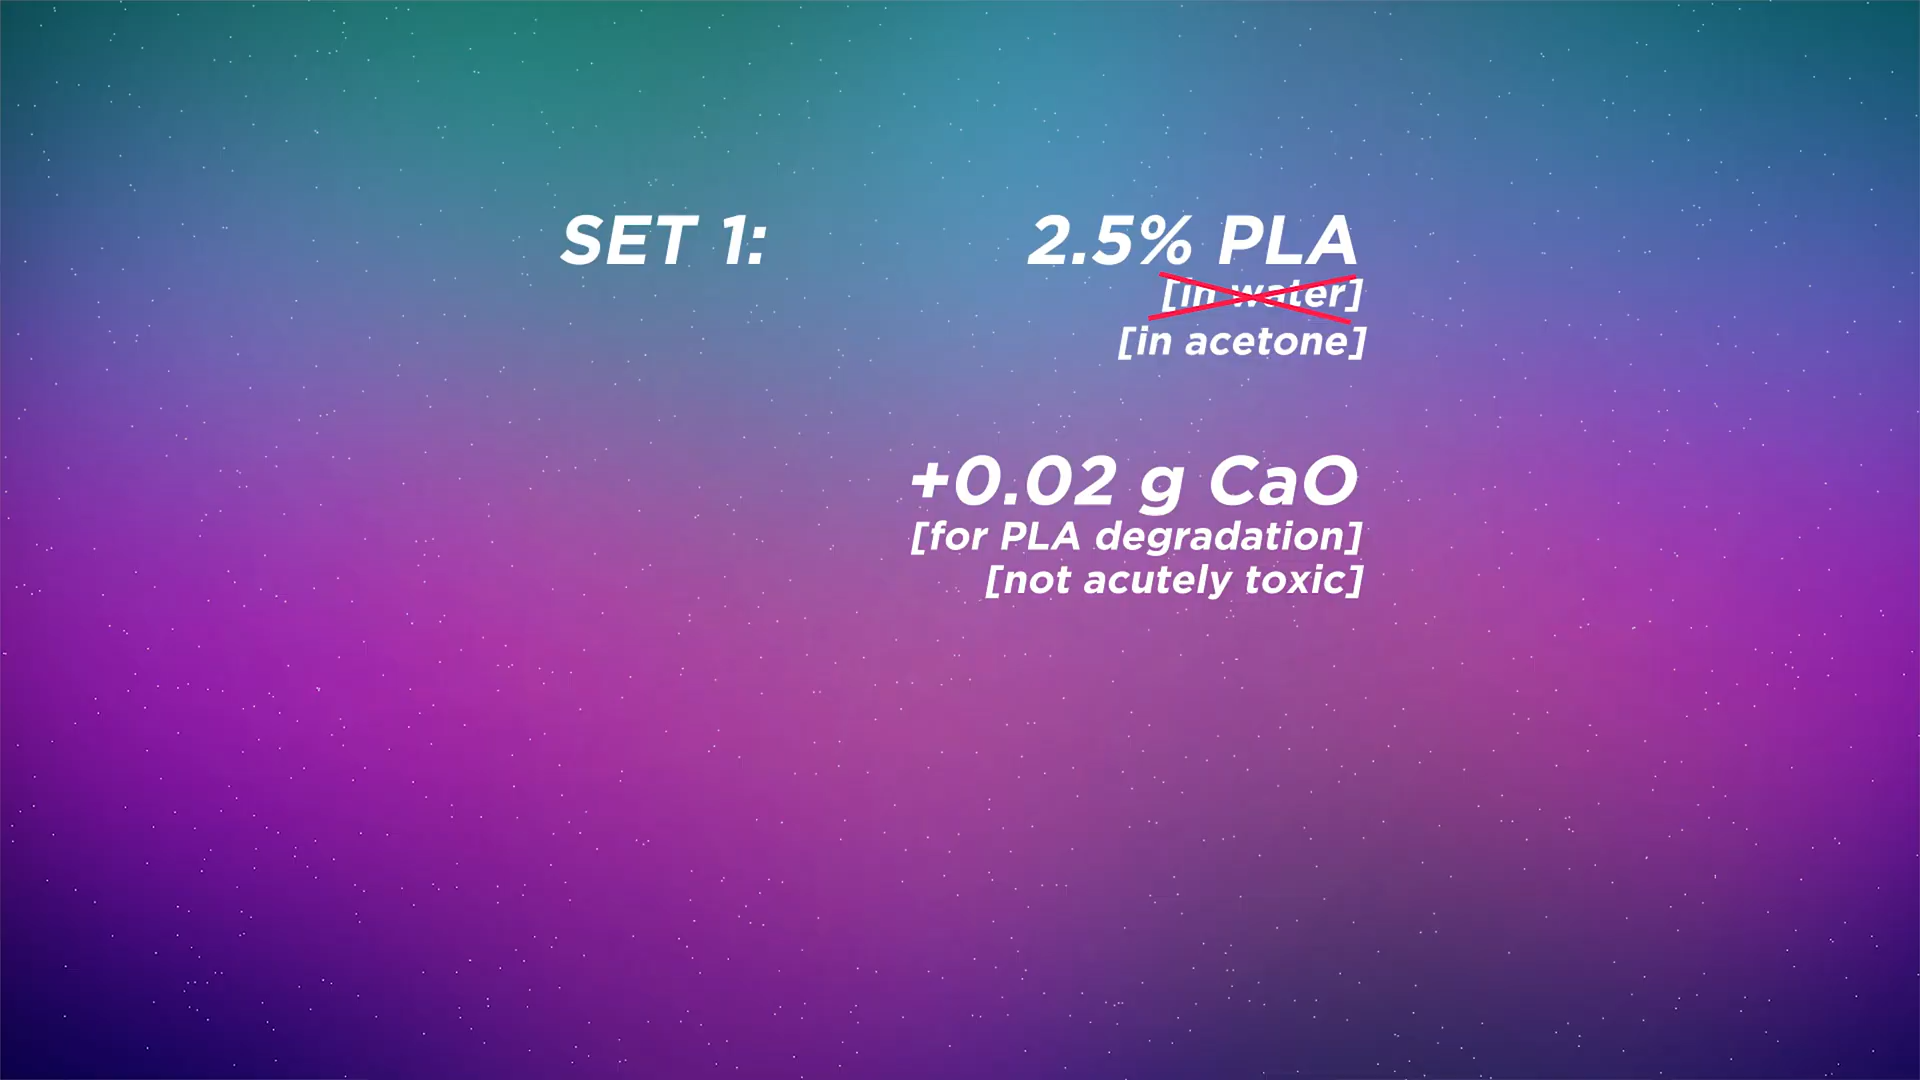 SET 1:
2.5% PLA
[in water]
[in acetone]
+0.02 g CaO
[for PLA degradation]
[not acutely toxic]